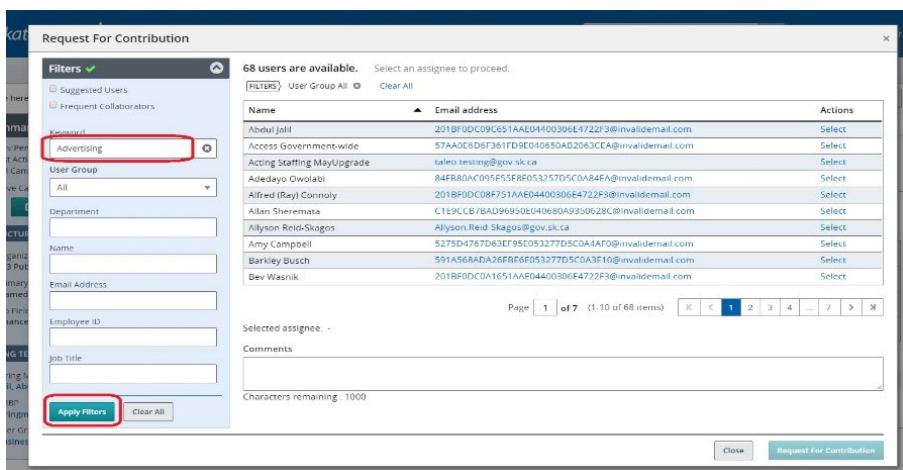 Request For Contribution ×
Filters
Suggested Users
Frequent Collaborators
Keyword
Advertising
User Group
All
Department
Name
Email Address
Employee ID
Job Title
Apply Filters Clear All
68 users are available. Select an assignee to proceed.
FILTERS User Group All Clear All
Name Email address Actions
Abdul Jalil 201BF0DC09C651AAE04400306E4722F3@invalidemail.com Select
Access Government-wide 57AA0E6D6F361FD9E040650AB2063CEA@invalidemail.com Select
Acting Staffing MayUpgrade taleo.testing@gov.sk.ca Select
Adedayo Owolabi 84FB80AC095E55E8E053257D5C0A84EA@invalidemail.com Select
Alfred (Ray) Connoly 201BF0DC08F751AAE04400306E4722F3@invalidemail.com Select
Allan Sheremata C1E9CCB7BAD96950E040680A9350628C@invalidemail.com Select
Allyson Reid-Skagos Allyson.Reid Skagos@gov.sk.ca Select
Amy Campbell 5275D4767D63EF95E053277D5C0A4AF0@invalidemail.com Select
Barkley Busch 591A568ADA26EBE6E053277D5C0A3E10@invalidemail.com Select
Bev Wasnik 201BF0DC0A1651AAE04400306E4722F3@invalidemail.com Select
Page 1 of 7 (1-10 of 68 items) K < 1 2 3 4 ... 7 > >|
Selected assignee. -
Comments
Characters remaining . 1000
Close Request For Contribution